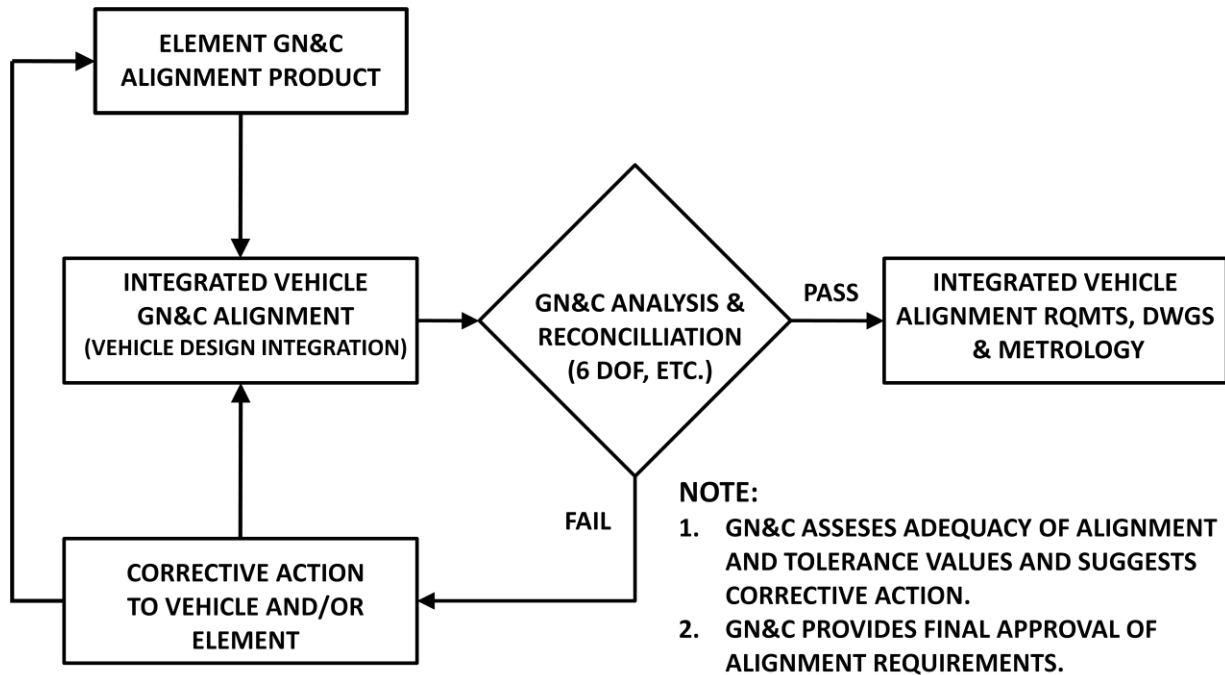 ELEMENT GN&C
ALIGNMENT PRODUCT
INTEGRATED VEHICLE
GN&C ALIGNMENT
(VEHICLE DESIGN INTEGRATION)
GN&C ANALYSIS &
RECONCILLIATION
(6 DOF, ETC.)
PASS
INTEGRATED VEHICLE
ALIGNMENT RQMTS, DWGS
& METROLOGY
FAIL
CORRECTIVE ACTION
TO VEHICLE AND/OR
ELEMENT
NOTE:
1. GN&C ASSESES ADEQUACY OF ALIGNMENT
AND TOLERANCE VALUES AND SUGGESTS
CORRECTIVE ACTION.
2. GN&C PROVIDES FINAL APPROVAL OF
ALIGNMENT REQUIREMENTS.